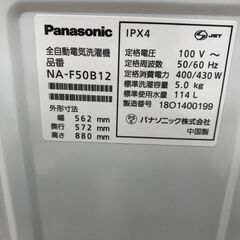 Panasonic
全自動電気洗濯機
品番
NA-F50B12
外形寸法
幅 562 mm
奥行 572 mm
高さ 880 mm
IPX4
JET
定格電圧 100 V ～
定格周波数 50/60 Hz
定格消費電力 400/430 W
標準洗濯容量 5.0 kg
標準使用水量 114 L
製造番号 18O1400199
パナソニック株式会社
中国製